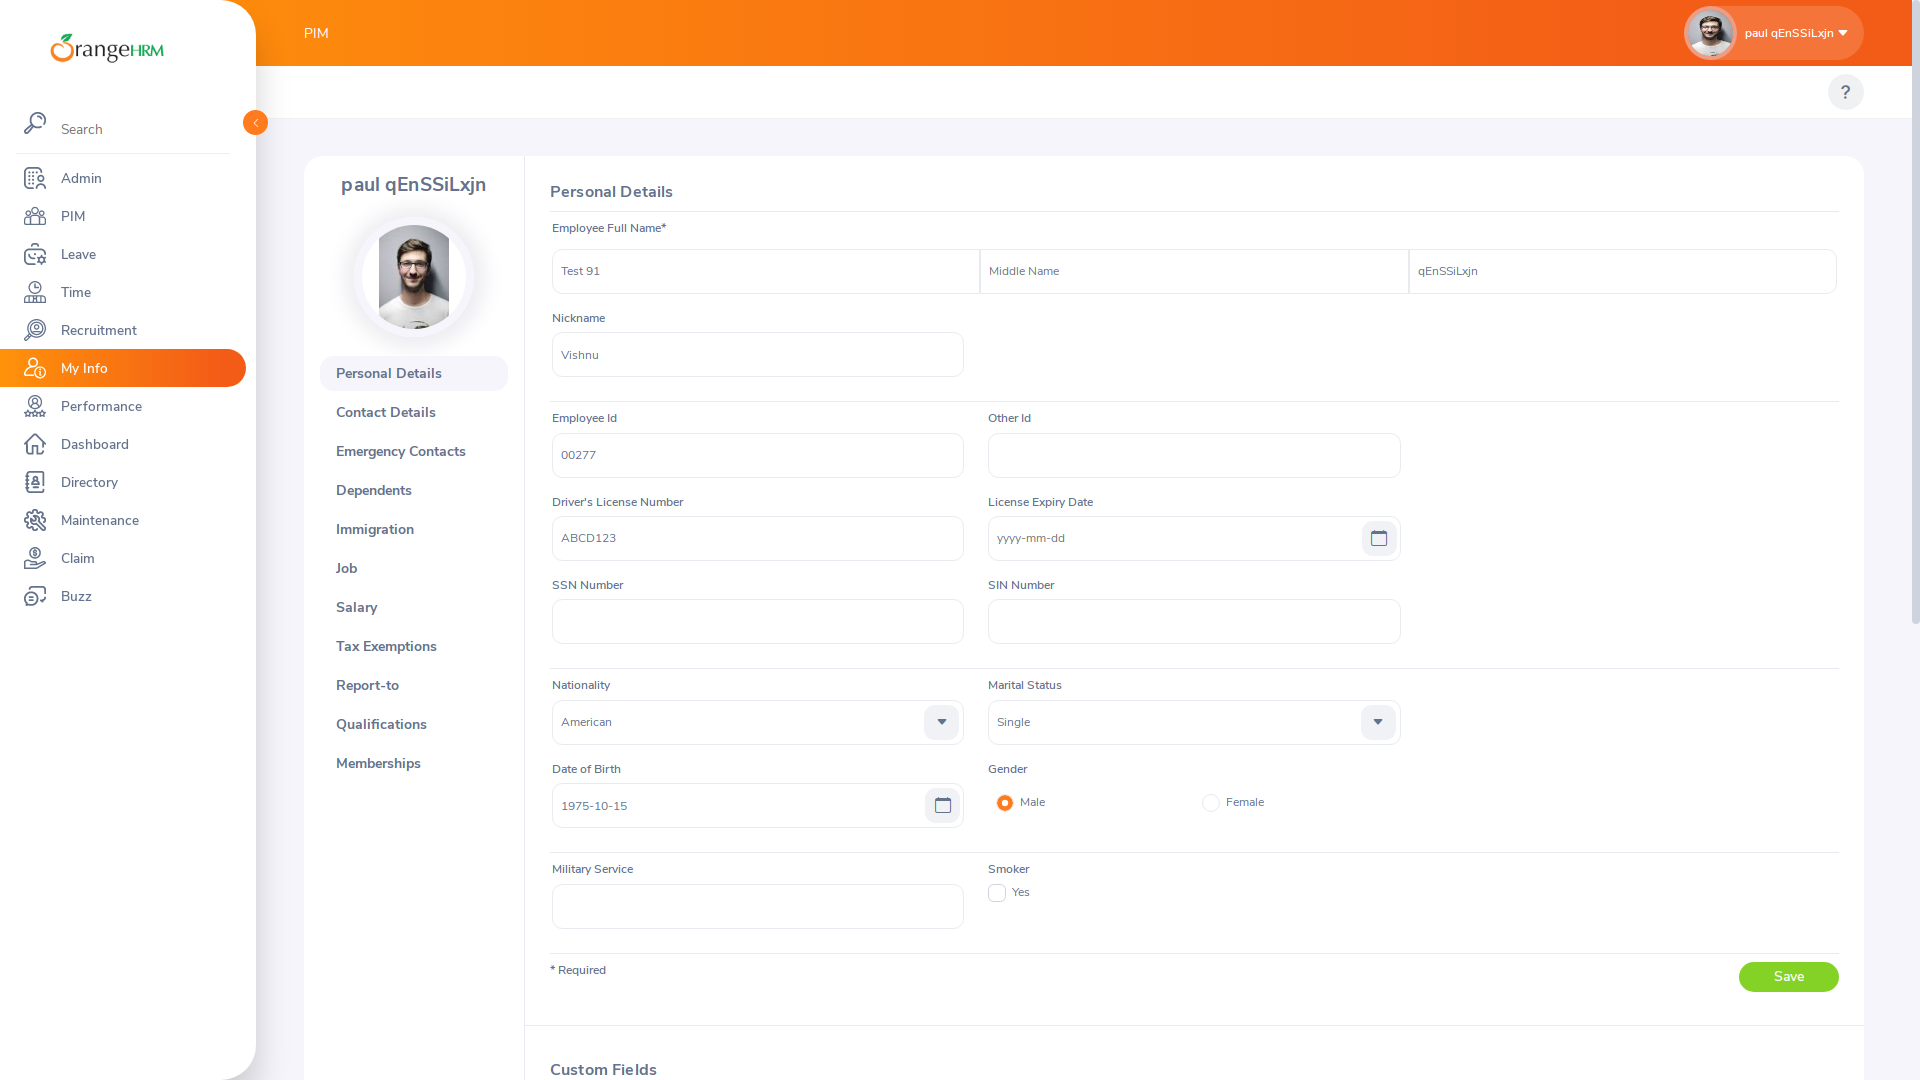 OrangeHRM
PIM
paul qEnSSiLxjn
?
Search
Admin
PIM
Leave
Time
Recruitment
My Info
Performance
Dashboard
Directory
Maintenance
Claim
Buzz
paul qEnSSiLxjn
Personal Details
Contact Details
Emergency Contacts
Dependents
Immigration
Job
Salary
Tax Exemptions
Report-to
Qualifications
Memberships
Personal Details
Employee Full Name*
Test 91 Middle Name qEnSSiLxjn
Nickname
Vishnu
Employee Id Other Id
00277
Driver's License Number License Expiry Date
ABCD123 yyyy-mm-dd
SSN Number SIN Number
Nationality Marital Status
American Single
Date of Birth Gender
1975-10-15 Male Female
Military Service Smoker
Yes
* Required
Save
Custom Fields